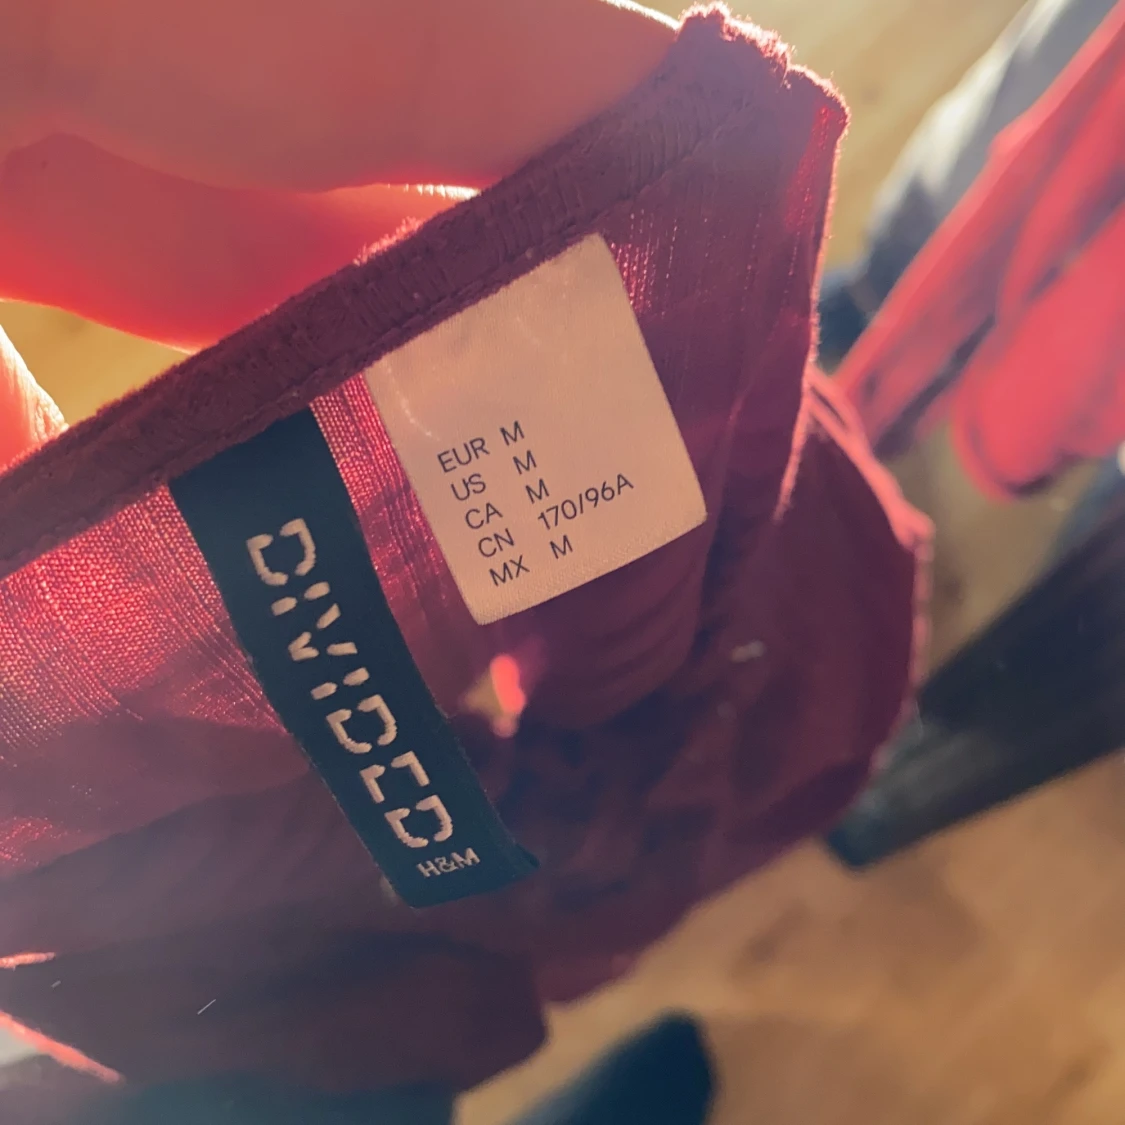 DIVIDED
H&M
EUR M
US M
CA M
CN 170/96A
MX M